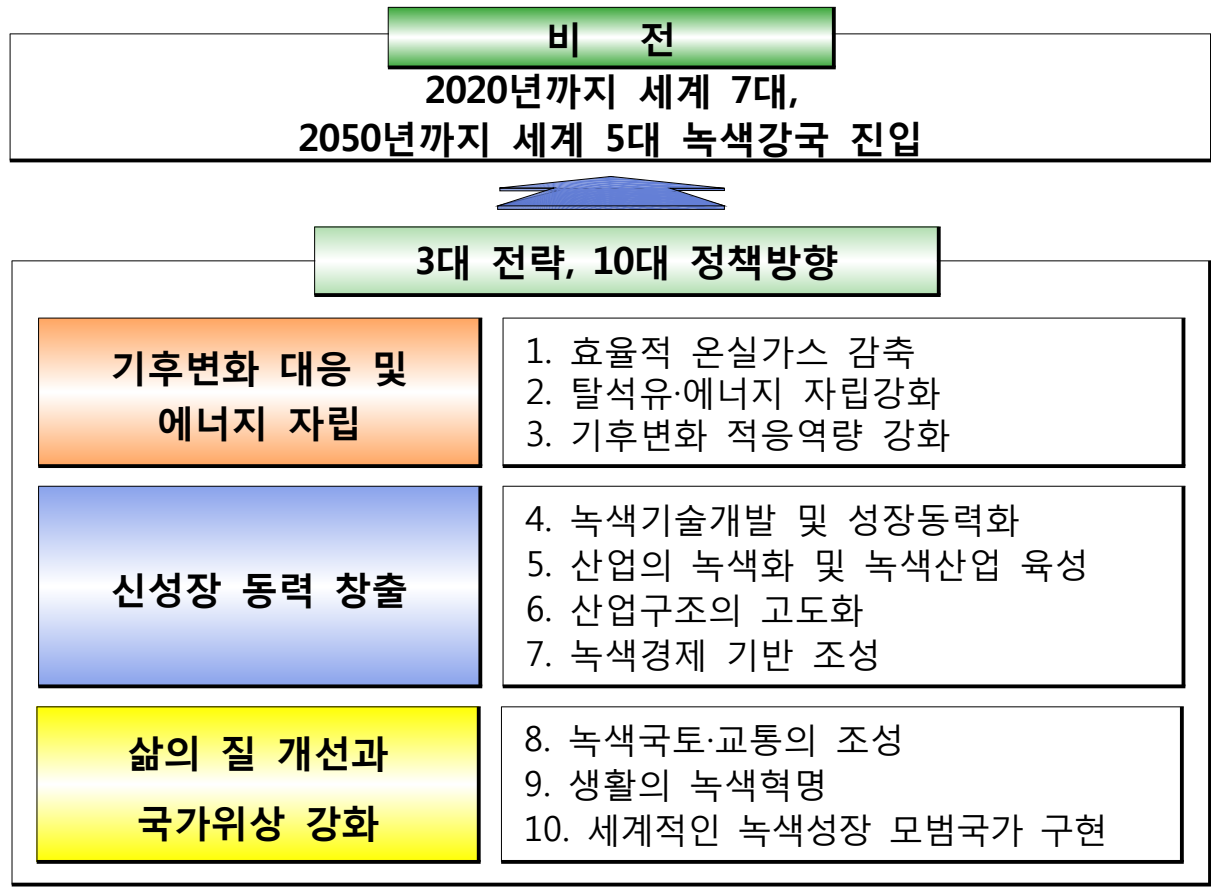 비 전
2020년까지 세계 7대,
2050년까지 세계 5대 녹색강국 진입
3대 전략, 10대 정책방향
기후변화 대응 및
에너지 자립
1. 효율적 온실가스 감축
2. 탈석유·에너지 자립강화
3. 기후변화 적응역량 강화
신성장 동력 창출
4. 녹색기술개발 및 성장동력화
5. 산업의 녹색화 및 녹색산업 육성
6. 산업구조의 고도화
7. 녹색경제 기반 조성
삶의 질 개선과
국가위상 강화
8. 녹색국토·교통의 조성
9. 생활의 녹색혁명
10. 세계적인 녹색성장 모범국가 구현